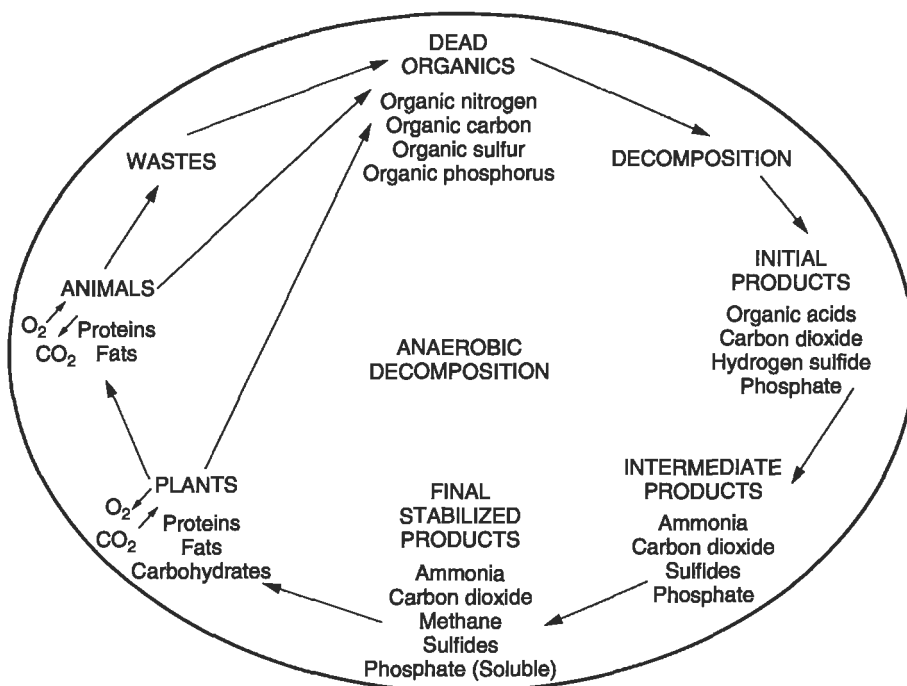 DEAD
ORGANICS
Organic nitrogen
Organic carbon
Organic sulfur
Organic phosphorus
DECOMPOSITION
INITIAL
PRODUCTS
Organic acids
Carbon dioxide
Hydrogen sulfide
Phosphate
INTERMEDIATE
PRODUCTS
Ammonia
Carbon dioxide
Sulfides
Phosphate
FINAL
STABILIZED
PRODUCTS
Ammonia
Carbon dioxide
Methane
Sulfides
Phosphate (Soluble)
PLANTS
O₂
CO₂
Proteins
Fats
Carbohydrates
ANIMALS
O₂
CO₂
Proteins
Fats
WASTES
ANAEROBIC
DECOMPOSITION